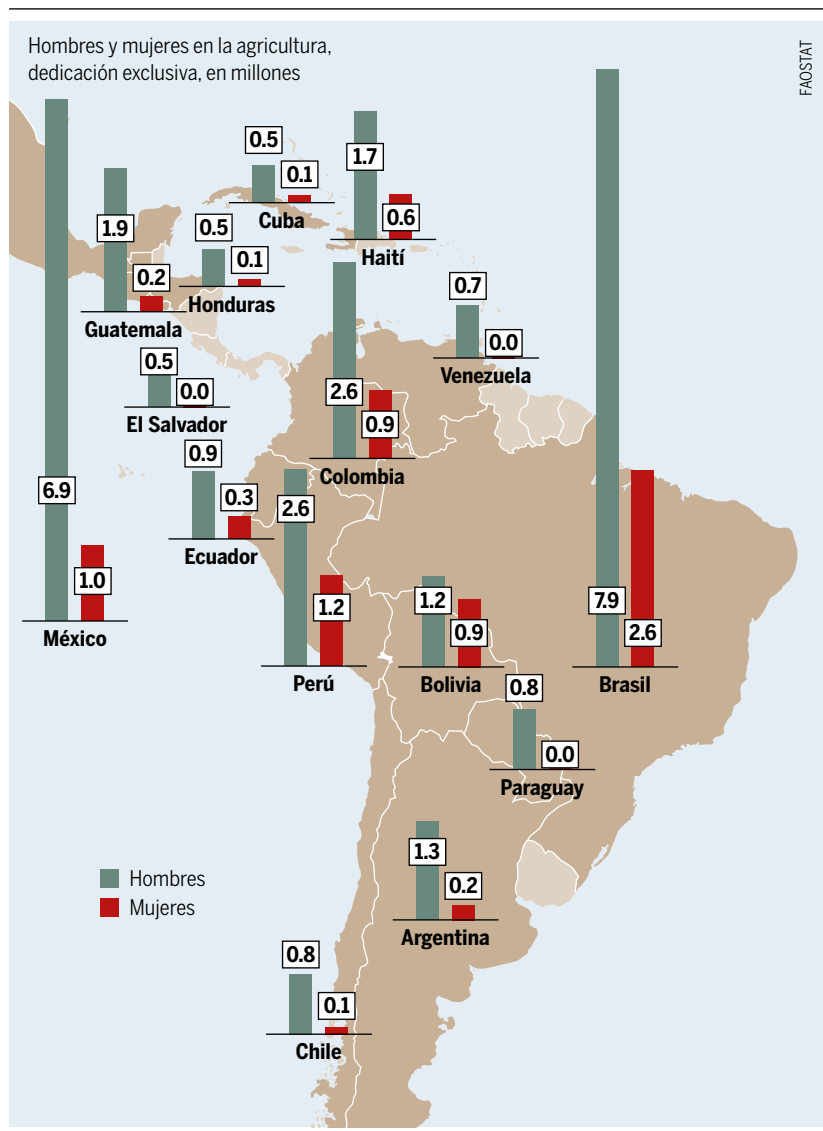 Hombres y mujeres en la agricultura,
dedicación exclusiva, en millones
FAOSTAT
6.9
1.0
México
1.9
0.2
Guatemala
0.5
0.1
Honduras
0.5
0.1
Cuba
1.7
0.6
Haití
0.7
0.0
Venezuela
0.5
0.0
El Salvador
2.6
0.9
Colombia
0.9
0.3
Ecuador
2.6
1.2
Perú
1.2
0.9
Bolivia
7.9
2.6
Brasil
0.8
0.0
Paraguay
1.3
0.2
Argentina
0.8
0.1
Chile
Hombres
Mujeres